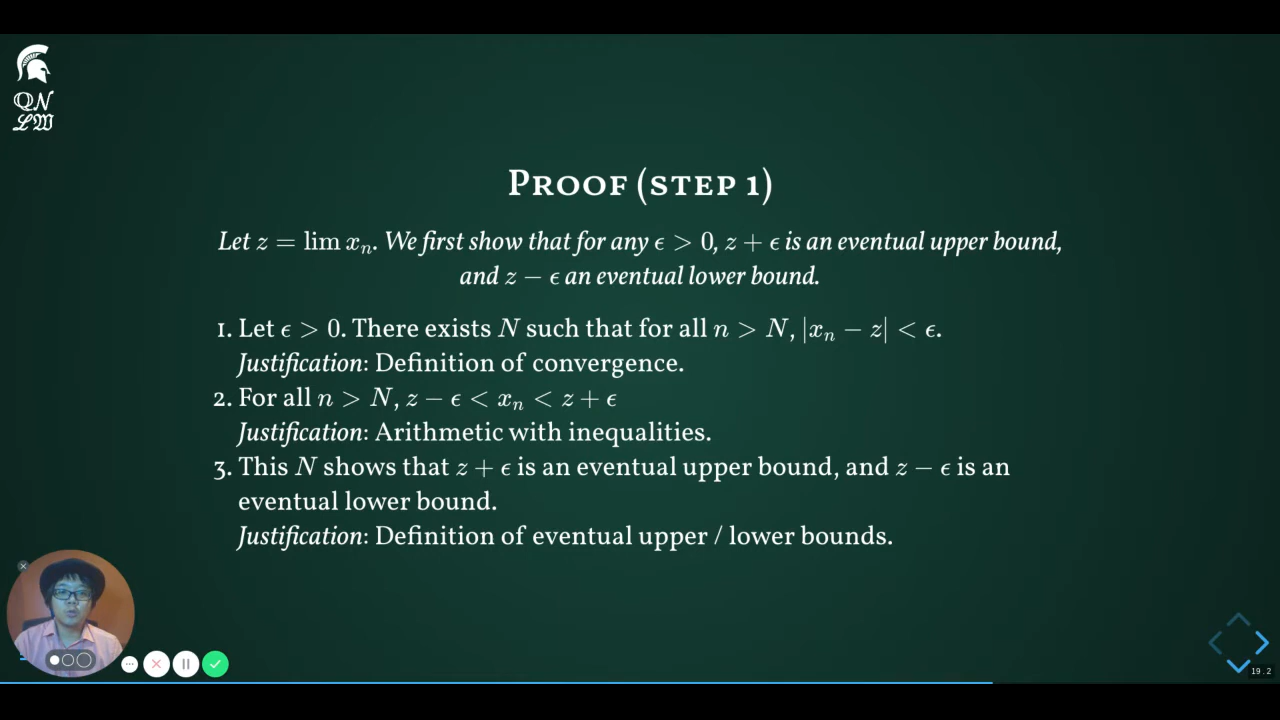 QN
LW
Proof (step 1)
Let z = lim xₙ. We first show that for any ϵ > 0, z + ϵ is an eventual upper bound,
and z − ϵ an eventual lower bound.
1. Let ϵ > 0. There exists N such that for all n > N, |xₙ − z| < ϵ.
Justification: Definition of convergence.
2. For all n > N, z − ϵ < xₙ < z + ϵ
Justification: Arithmetic with inequalities.
3. This N shows that z + ϵ is an eventual upper bound, and z − ϵ is an
eventual lower bound.
Justification: Definition of eventual upper / lower bounds.
19.2